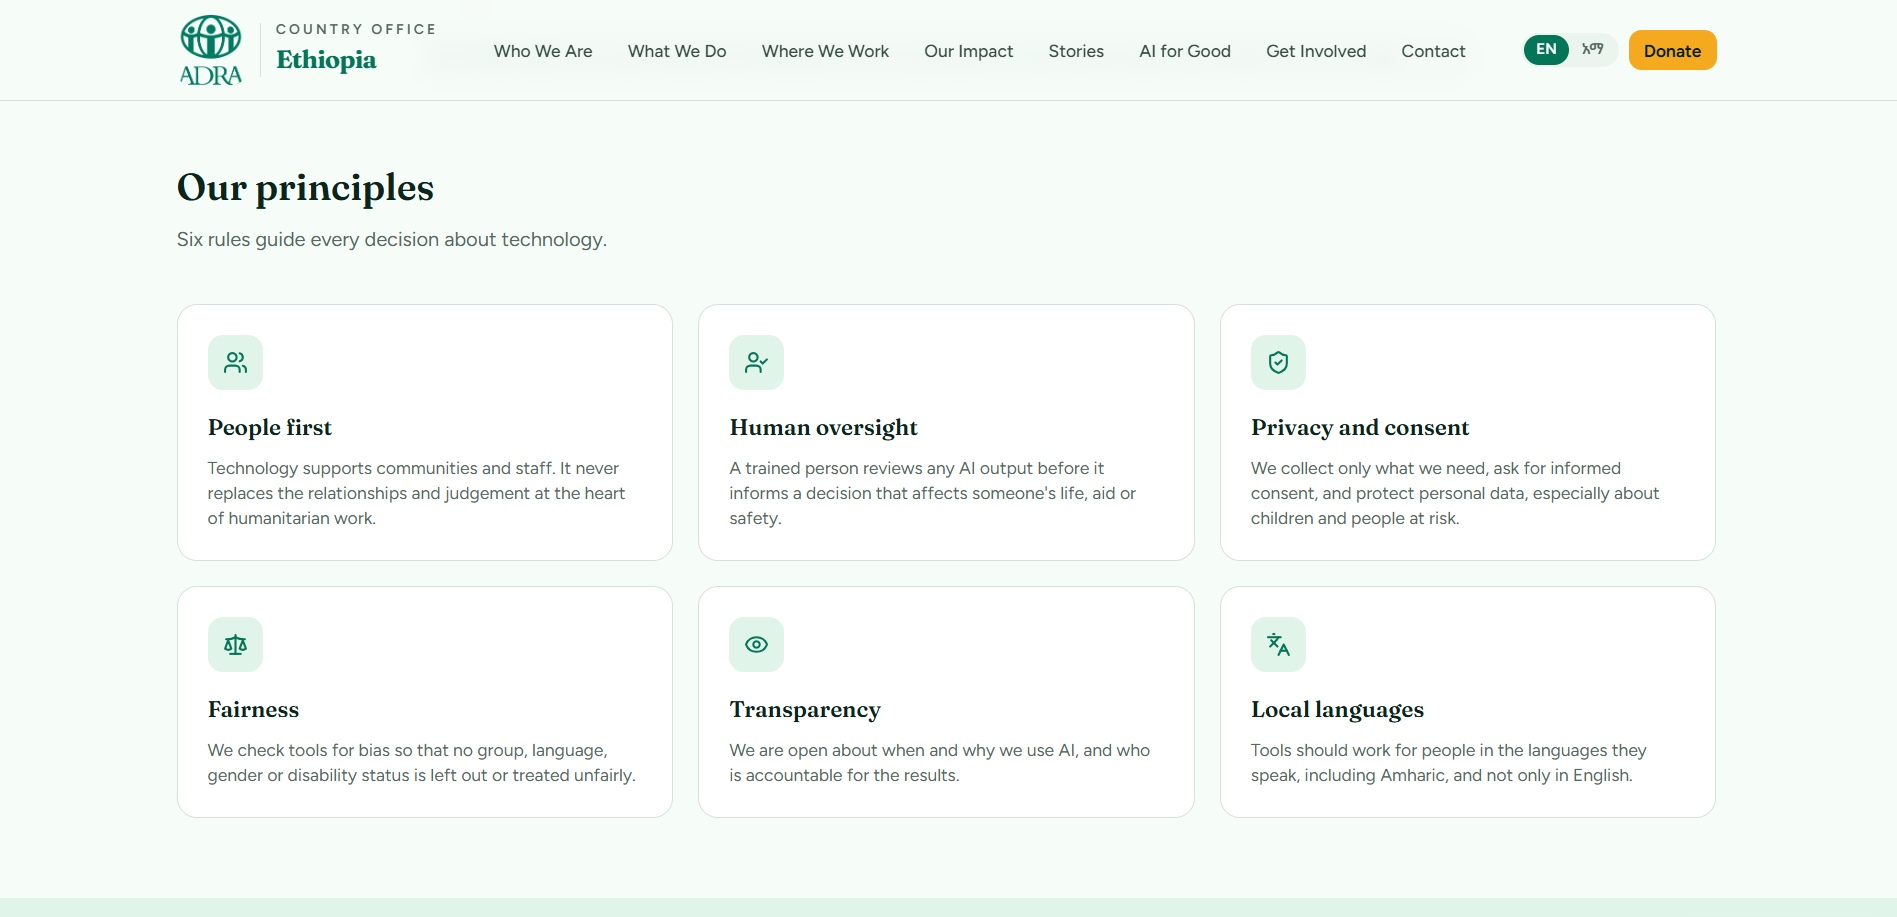 ADRA
COUNTRY OFFICE
Ethiopia
Who We Are
What We Do
Where We Work
Our Impact
Stories
AI for Good
Get Involved
Contact
EN
አማ
Donate
Our principles
Six rules guide every decision about technology.
People first
Technology supports communities and staff. It never
replaces the relationships and judgement at the heart
of humanitarian work.
Human oversight
A trained person reviews any AI output before it
informs a decision that affects someone's life, aid or
safety.
Privacy and consent
We collect only what we need, ask for informed
consent, and protect personal data, especially about
children and people at risk.
Fairness
We check tools for bias so that no group, language,
gender or disability status is left out or treated unfairly.
Transparency
We are open about when and why we use AI, and who
is accountable for the results.
Local languages
Tools should work for people in the languages they
speak, including Amharic, and not only in English.